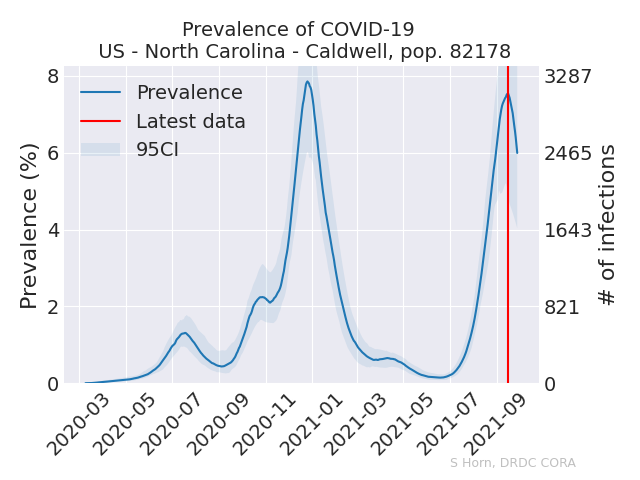 Prevalence of COVID-19
US - North Carolina - Caldwell, pop. 82178
Prevalence
Latest data
95CI
Prevalence (%)
8
6
4
2
0
3287
2465
1643
821
0
# of infections
2020-03
2020-05
2020-07
2020-09
2020-11
2021-01
2021-03
2021-05
2021-07
2021-09
S Horn, DRDC CORA